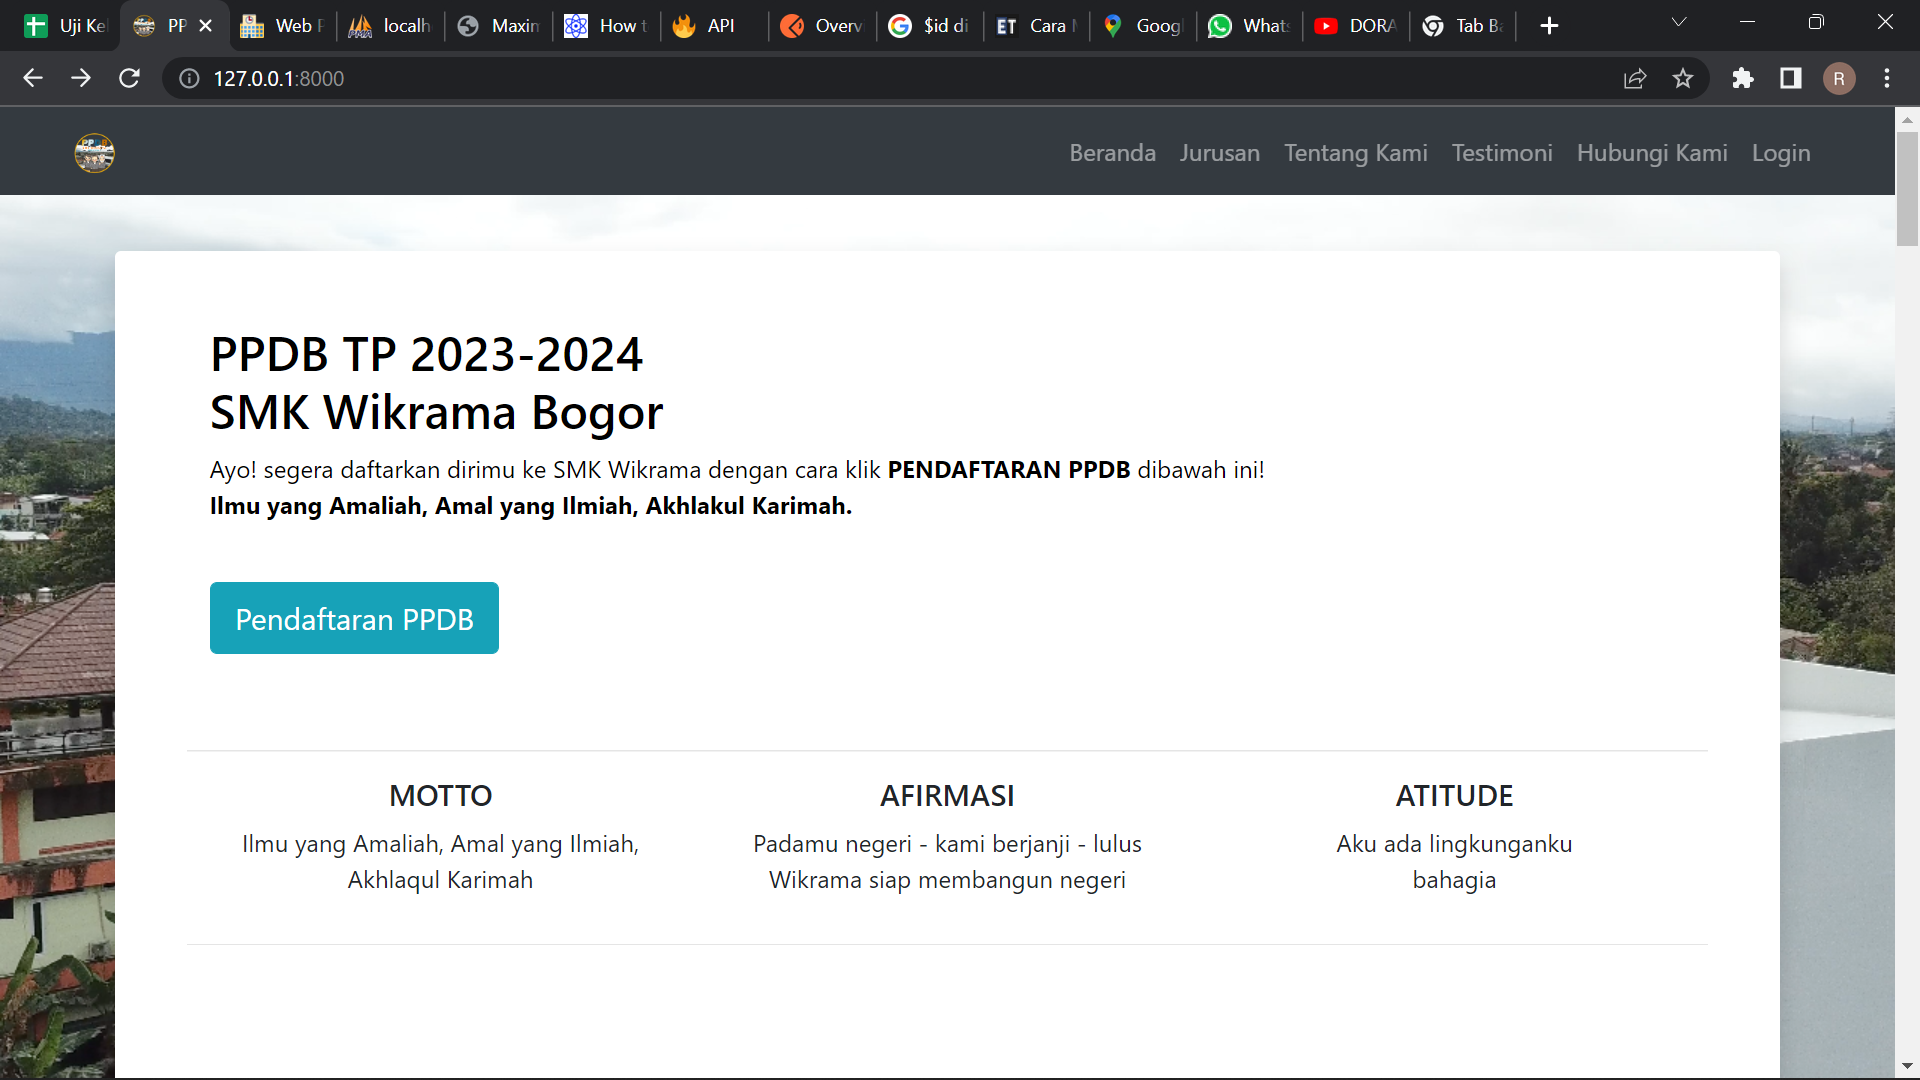 Uji Ke
PP
Web
localh
Maxin
How t
API
Overv
$id di
Cara
Googl
What
DORA
Tab Ba
127.0.0.1:8000
R
PP B
Beranda
Jurusan
Tentang Kami
Testimoni
Hubungi Kami
Login
PPDB TP 2023-2024
SMK Wikrama Bogor
Ayo! segera daftarkan dirimu ke SMK Wikrama dengan cara klik PENDAFTARAN PPDB dibawah ini!
Ilmu yang Amaliah, Amal yang Ilmiah, Akhlakul Karimah.
Pendaftaran PPDB
MOTTO
Ilmu yang Amaliah, Amal yang Ilmiah,
Akhlaqul Karimah
AFIRMASI
Padamu negeri - kami berjanji - lulus
Wikrama siap membangun negeri
ATITUDE
Aku ada lingkunganku
bahagia